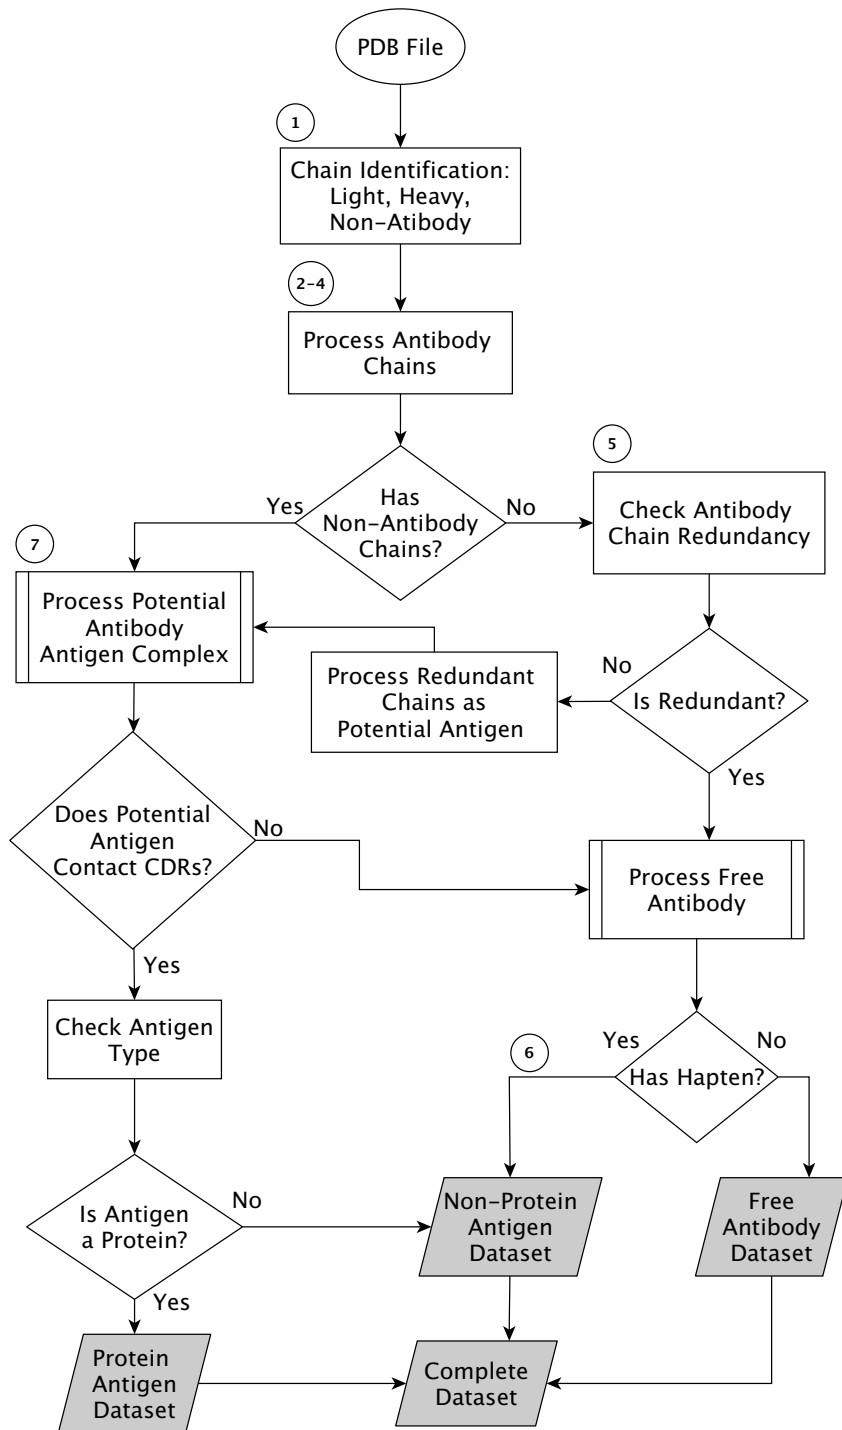 PDB File
1
Chain Identification:
Light, Heavy,
Non-Atibody
2-4
Process Antibody
Chains
5
Yes
Has
Non-Antibody
Chains?
No
Check Antibody
Chain Redundancy
7
Process Potential
Antibody
Antigen Complex
Process Redundant
Chains as
Potential Antigen
No
Is Redundant?
Yes
Does Potential
Antigen
Contact CDRs?
No
Process Free
Antibody
Yes
Check Antigen
Type
6
Yes
No
Has Hapten?
Is Antigen
a Protein?
No
Non-Protein
Antigen
Dataset
Free
Antibody
Dataset
Yes
Protein
Antigen
Dataset
Complete
Dataset